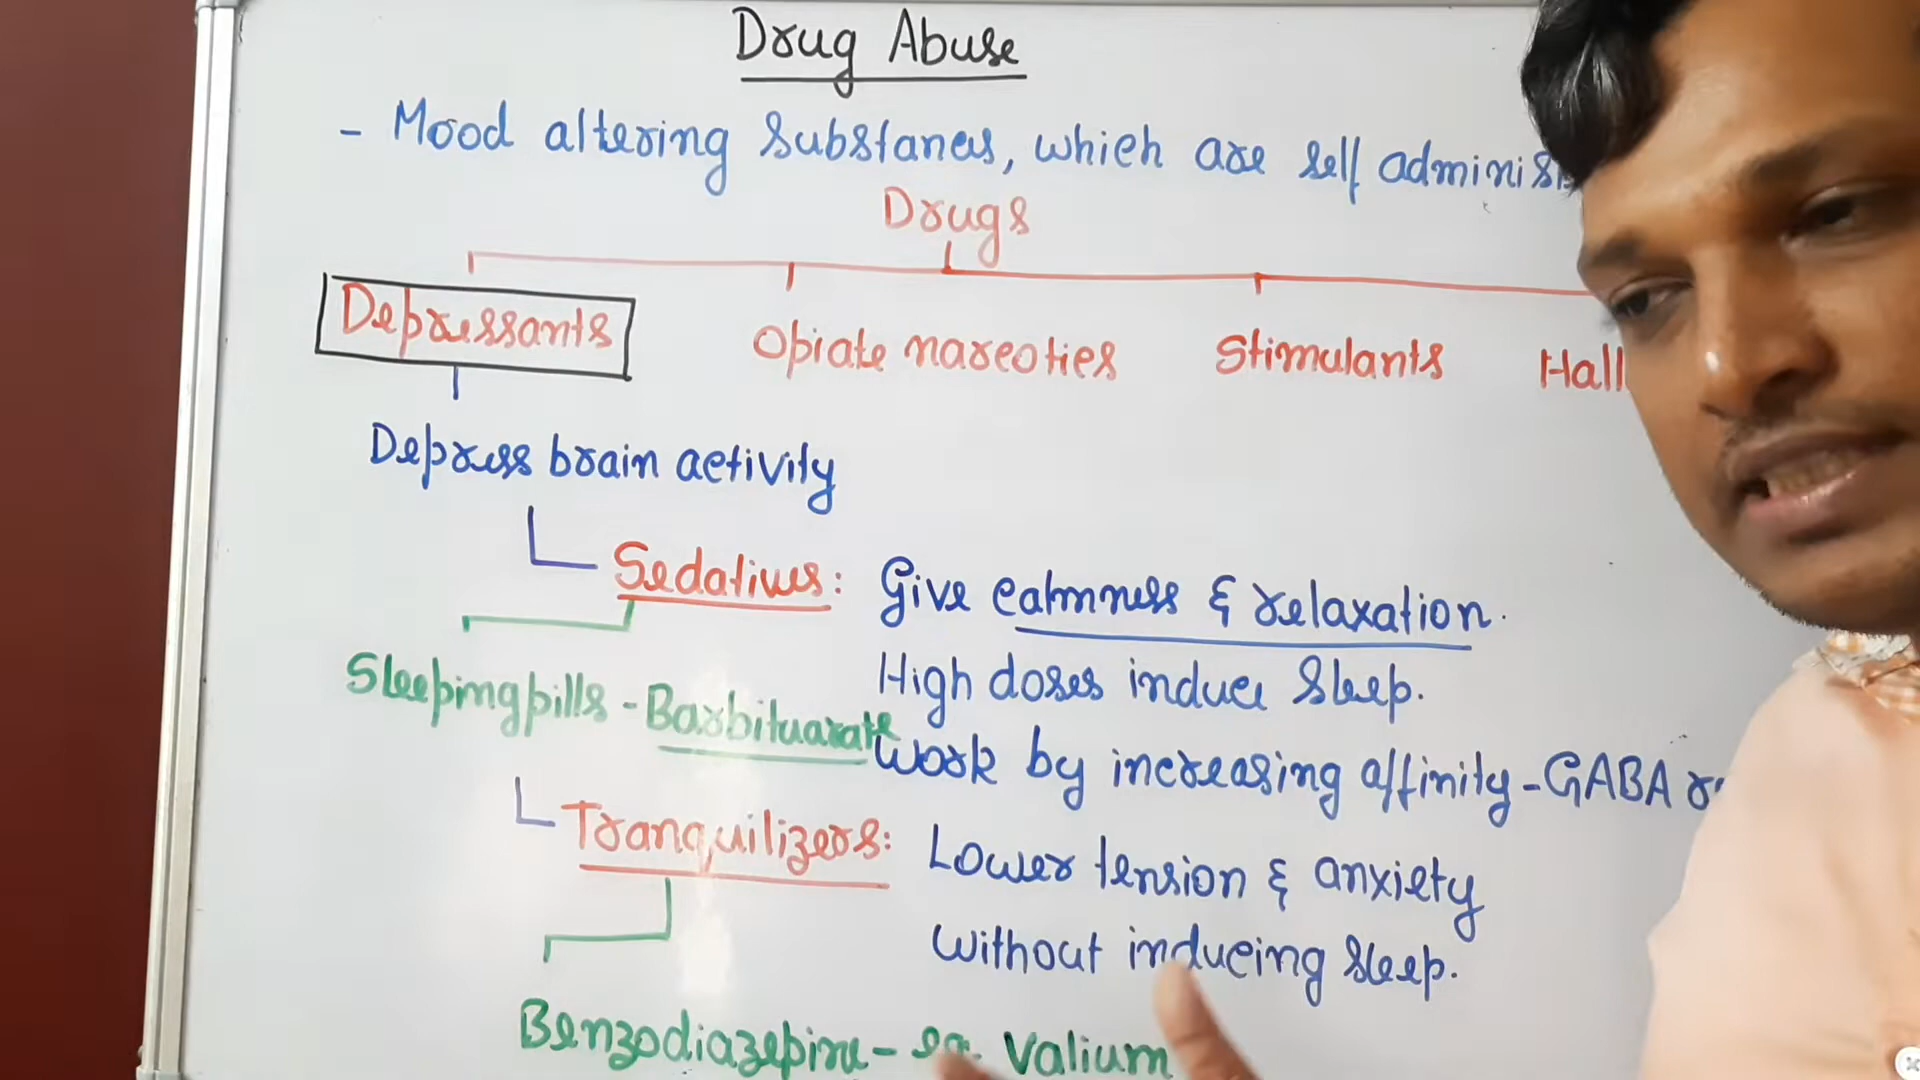 Drug Abuse
- Mood altering substances, which are self adminis
Drugs
Depressants
Opiate narcotics
Stimulants
Hall
Depress brain activity
Sedatives: Give calmness & relaxation.
High doses induce sleep.
Sleeping pills - Barbituarate
Work by increasing affinity - GABA r
Tranquilizers: Lower tension & anxiety
without inducing sleep.
Benzodiazepine - eg. Valium